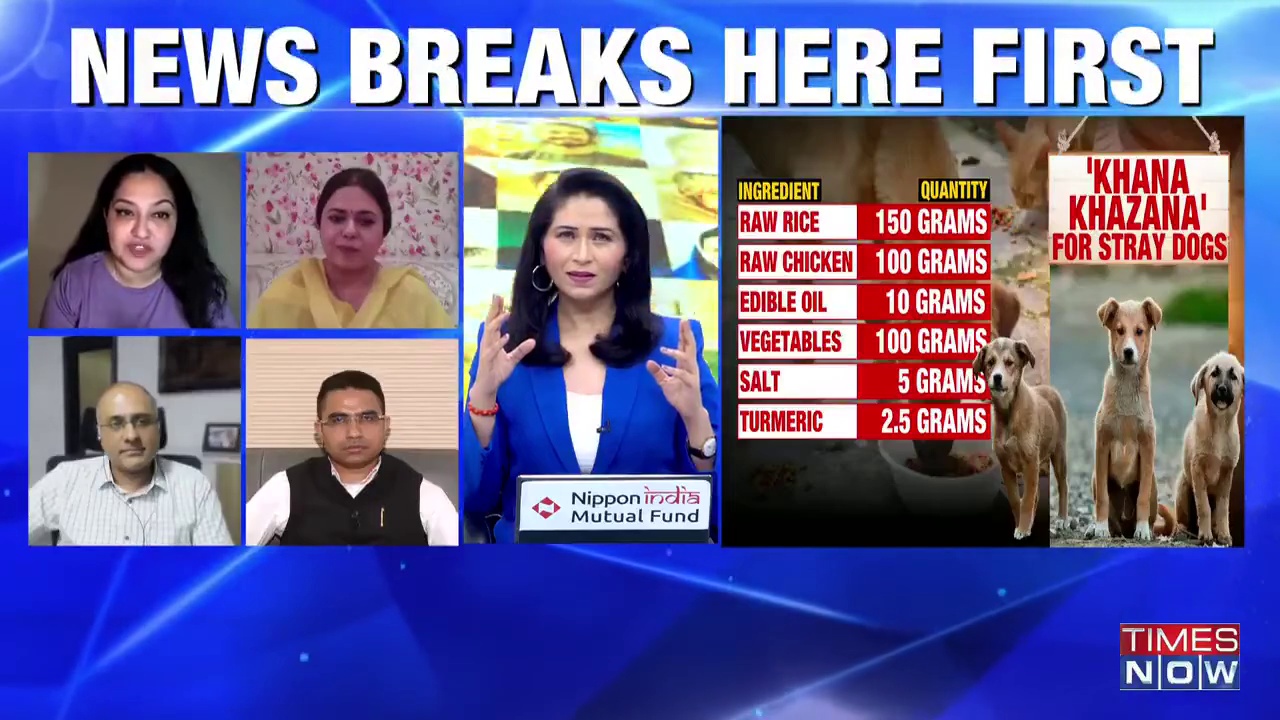 NEWS BREAKS HERE FIRST
INGREDIENT QUANTITY
RAW RICE 150 GRAMS
RAW CHICKEN 100 GRAMS
EDIBLE OIL 10 GRAMS
VEGETABLES 100 GRAMS
SALT 5 GRAMS
TURMERIC 2.5 GRAMS
'KHANA
KHAZANA'
FOR STRAY DOGS
Nippon india
Mutual Fund
TIMES
NOW